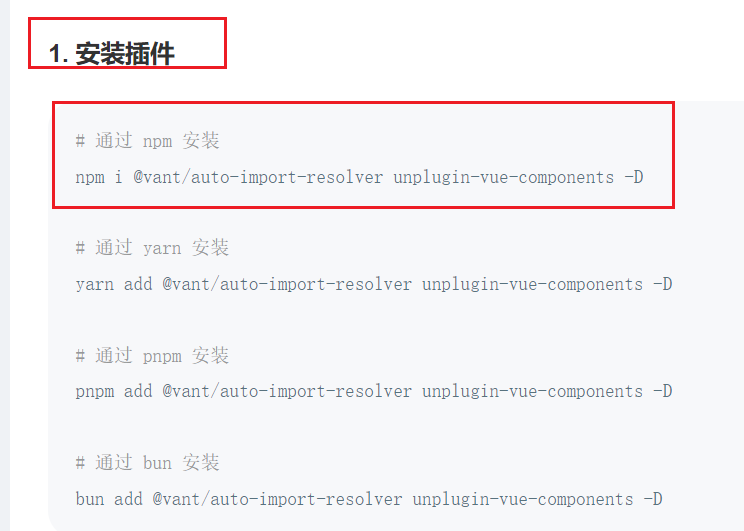 1. 安装插件
# 通过 npm 安装
npm i @vant/auto-import-resolver unplugin-vue-components -D
# 通过 yarn 安装
yarn add @vant/auto-import-resolver unplugin-vue-components -D
# 通过 pnpm 安装
pnpm add @vant/auto-import-resolver unplugin-vue-components -D
# 通过 bun 安装
bun add @vant/auto-import-resolver unplugin-vue-components -D